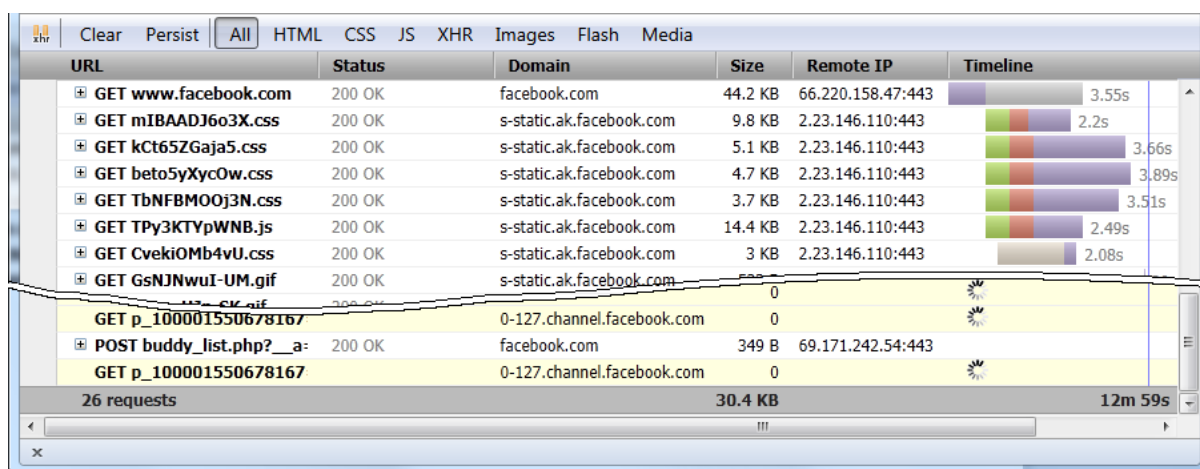 xhr Clear Persist All HTML CSS JS XHR Images Flash Media
URL Status Domain Size Remote IP Timeline
GET www.facebook.com 200 OK facebook.com 44.2 KB 66.220.158.47:443 3.55s
GET mIBAADJ6o3X.css 200 OK s-static.ak.facebook.com 9.8 KB 2.23.146.110:443 2.2s
GET kCt65ZGaja5.css 200 OK s-static.ak.facebook.com 5.1 KB 2.23.146.110:443 3.66s
GET beto5yXycOw.css 200 OK s-static.ak.facebook.com 4.7 KB 2.23.146.110:443 3.89s
GET TbNFBMOOj3N.css 200 OK s-static.ak.facebook.com 3.7 KB 2.23.146.110:443 3.51s
GET TPy3KTYpWNB.js 200 OK s-static.ak.facebook.com 14.4 KB 2.23.146.110:443 2.49s
GET CvekiOMb4vU.css 200 OK s-static.ak.facebook.com 3 KB 2.23.146.110:443 2.08s
GET GsNJNwuI-UM.gif 200 OK s-static.ak.facebook.com
200 OK 0
GET p_100001550678167 0-127.channel.facebook.com 0
POST buddy_list.php?__a= 200 OK facebook.com 349 B 69.171.242.54:443
GET p_100001550678167 0-127.channel.facebook.com 0
26 requests 30.4 KB 12m 59s